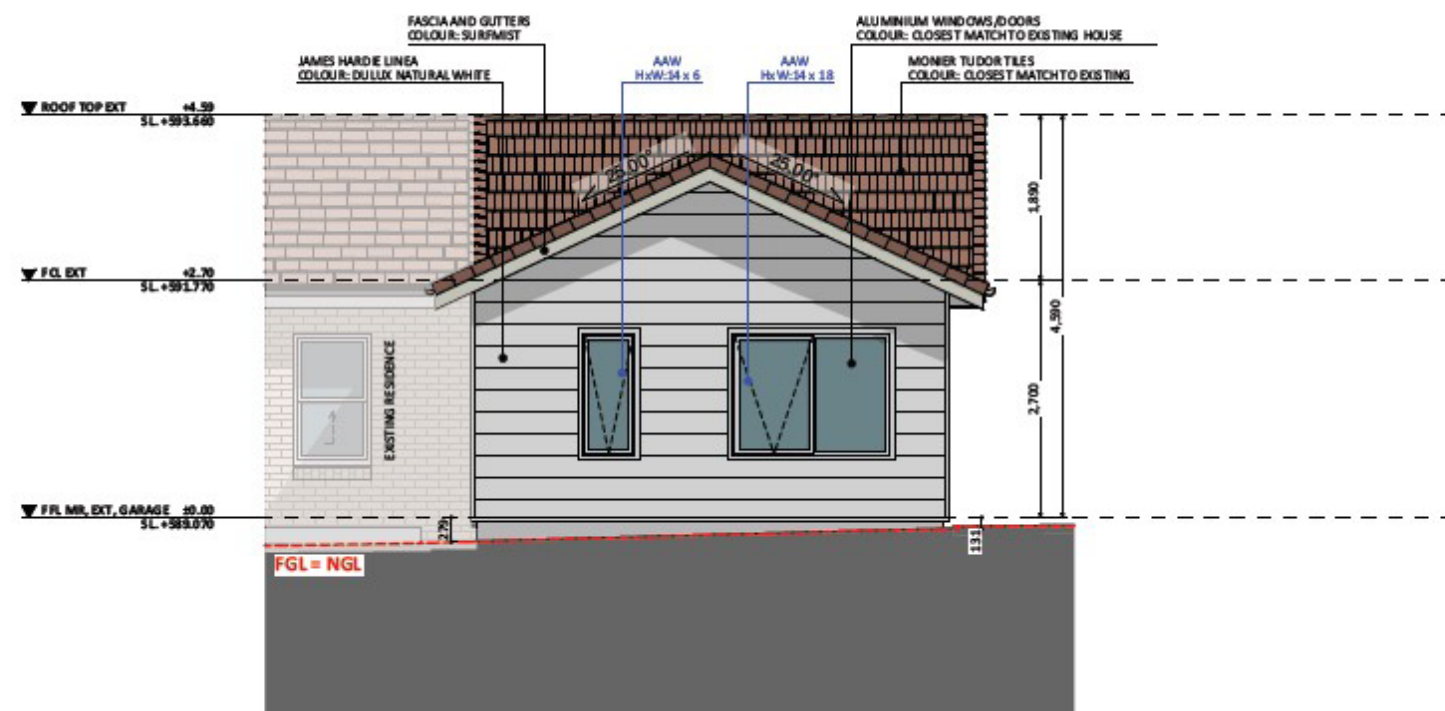 FASCIA AND GUTTERS
COLOUR: SURFMIST
ALUMINIUM WINDOWS/DOORS
COLOUR: CLOSEST MATCH TO EXISTING HOUSE
JAMES HARDIE LINEA
COLOUR: DULUX NATURAL WHITE
AAW
HxW:14 x 6
AAW
HxW:14 x 18
MONIER TUDOR TILES
COLOUR: CLOSEST MATCH TO EXISTING
ROOF TOP EXT +4.59
SL. +593.660
25.00°
25.00°
1,890
FCL EXT +2.70
SL. +591.770
4,590
EXISTING RESIDENCE
2,700
FFL MR, EXT, GARAGE ±0.00
SL. +589.070
279
131
FGL = NGL